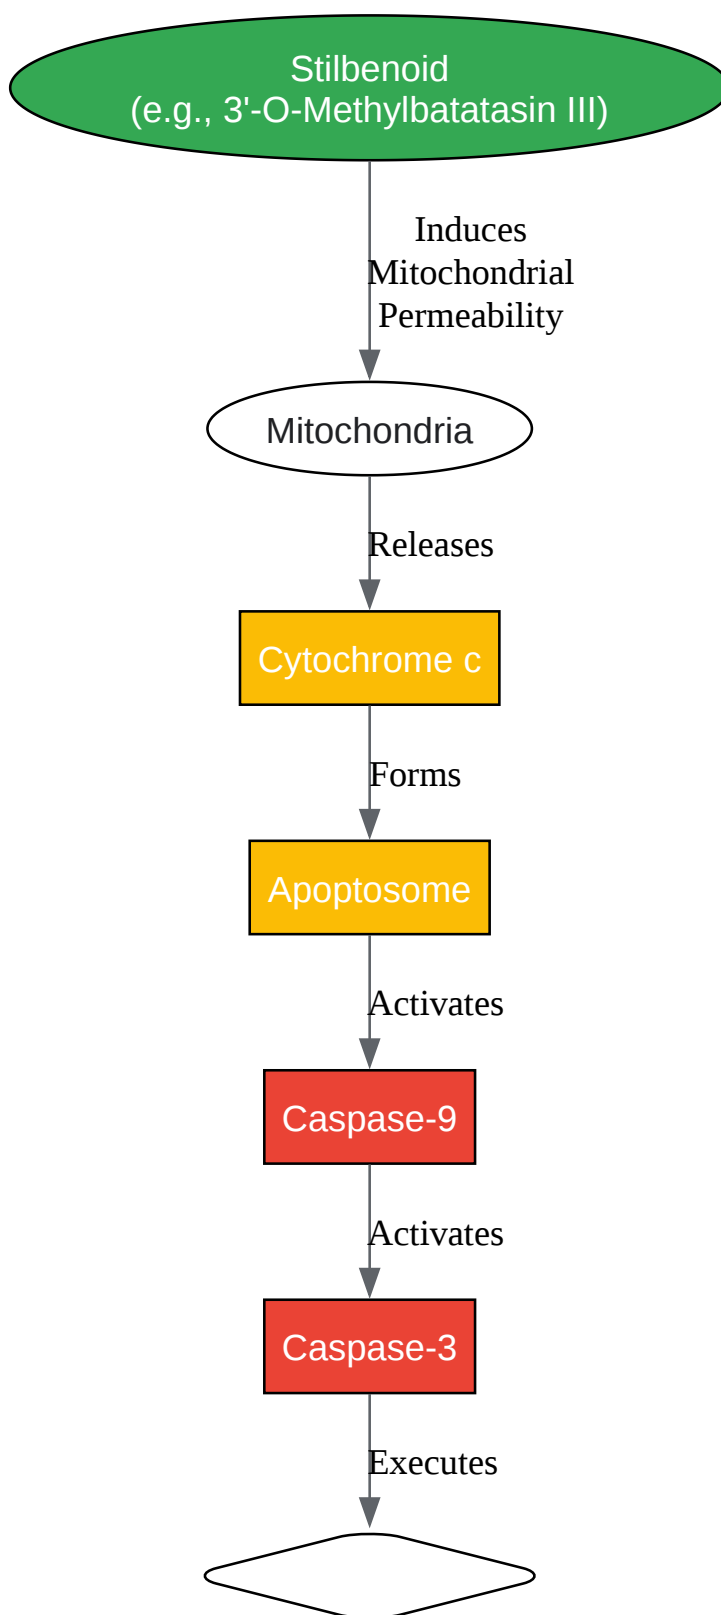 Stilbenoid
(e.g., 3'-O-Methylbatatasin III)
Induces
Mitochondrial
Permeability
Mitochondria
Releases
Cytochrome c
Forms
Apoptosome
Activates
Caspase-9
Activates
Caspase-3
Executes